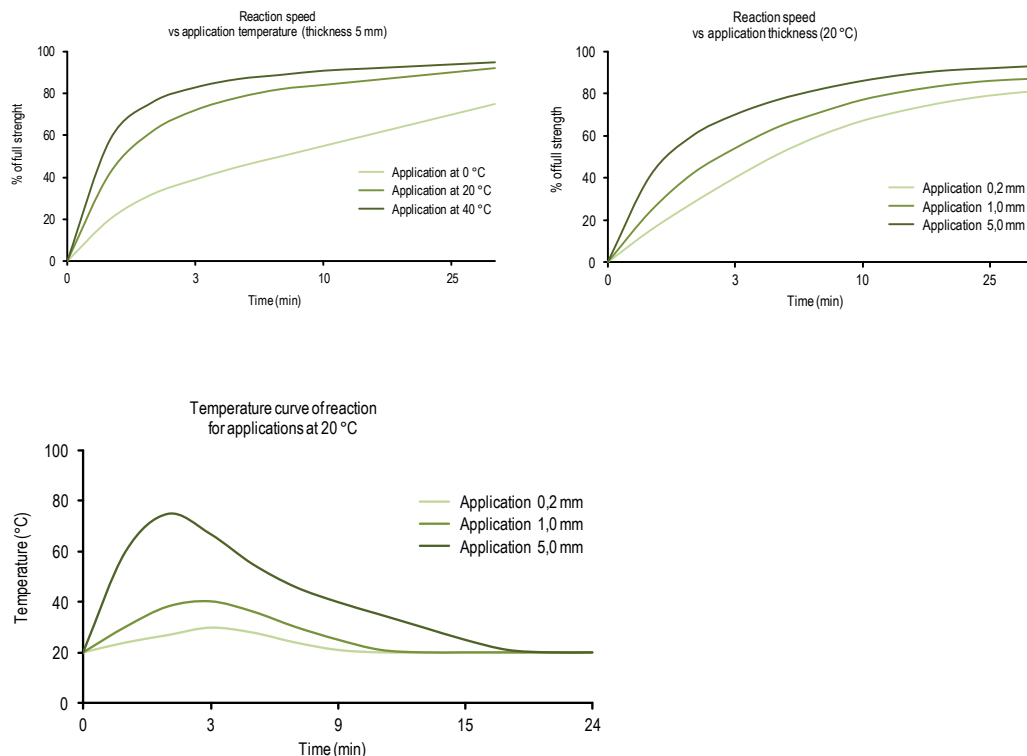 Reaction speed
vs application temperature (thickness 5 mm)
100
80
60
40
20
0
% of full strenght
Application at 0 °C
Application at 20 °C
Application at 40 °C
0
3
10
25
Time (min)
Reaction speed
vs application thickness (20 °C)
100
80
60
40
20
0
% of full strength
Application 0,2 mm
Application 1,0 mm
Application 5,0 mm
0
3
10
25
Time (min)
Temperature curve of reaction
for applications at 20 °C
100
80
60
40
20
0
Temperature (°C)
Application 0,2 mm
Application 1,0 mm
Application 5,0 mm
0
3
9
15
24
Time (min)